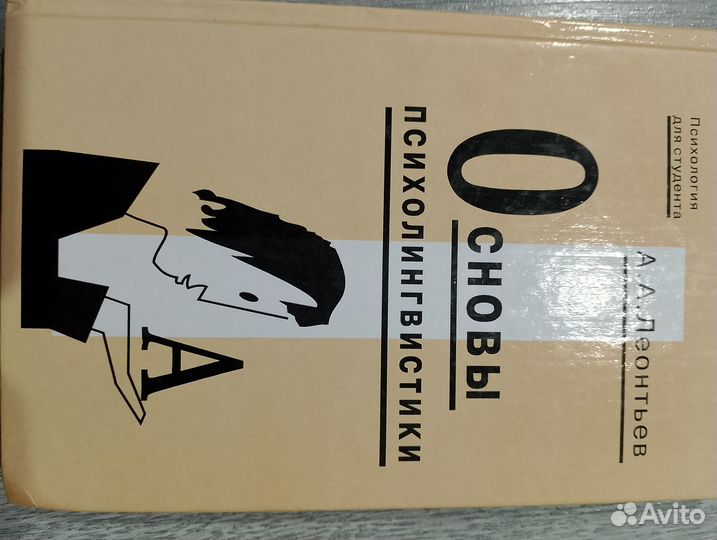 Психология
для студента
А.А.Леонтьев
Основы
психолингвистики
А
Avito